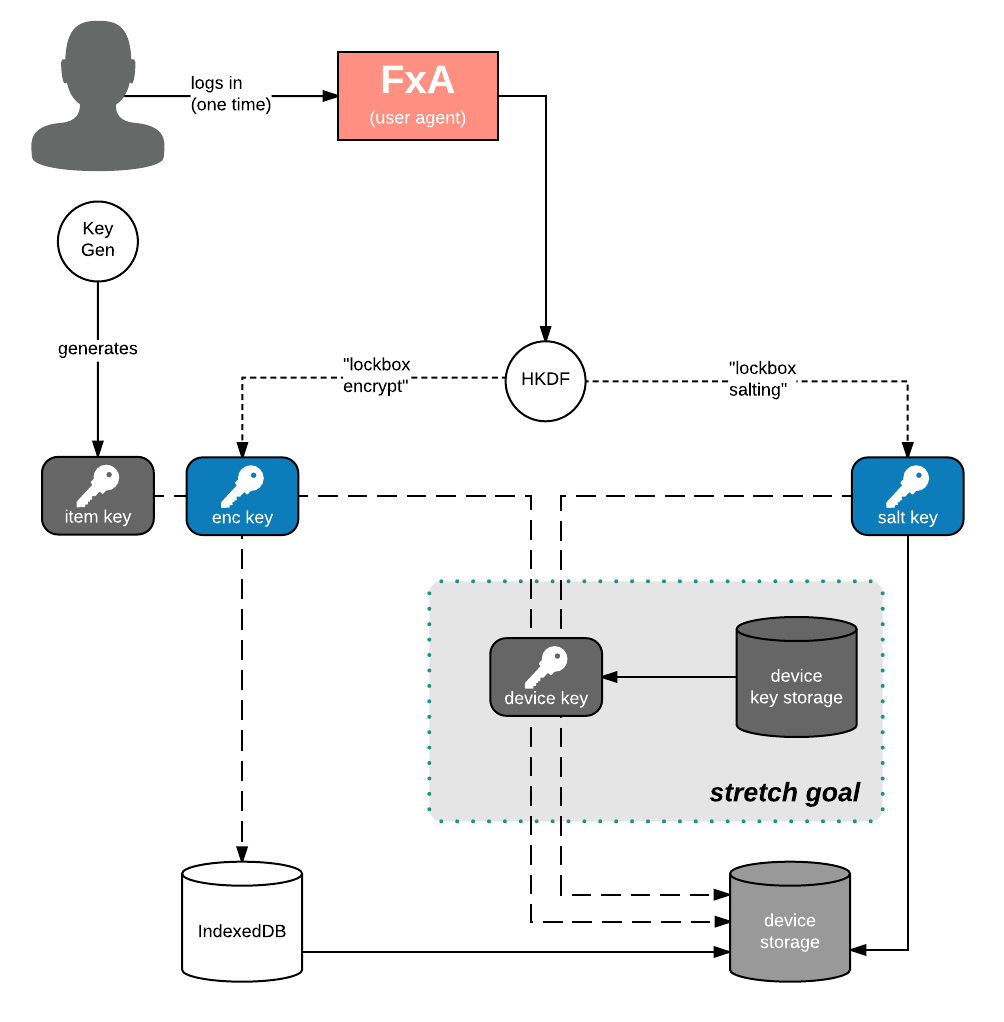 logs in
(one time)
FxA
(user agent)
Key
Gen
generates
"lockbox
encrypt"
HKDF
"lockbox
salting"
item key
enc key
salt key
device key
device
key storage
stretch goal
IndexedDB
device
storage